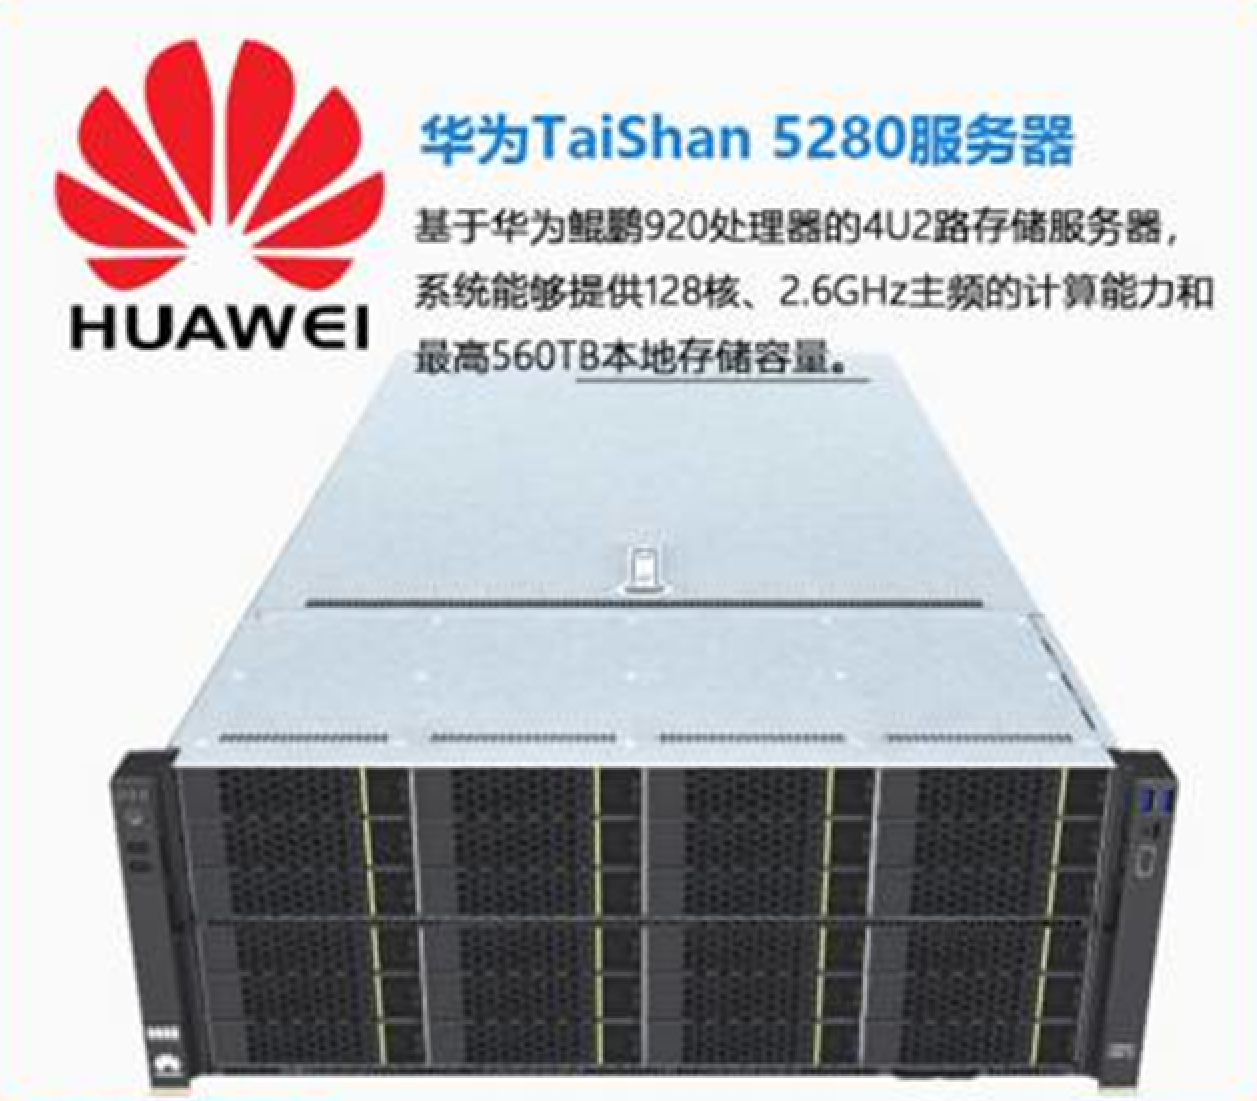 HUAWEI
华为TaiShan 5280服务器
基于华为鲲鹏920处理器的4U2路存储服务器，
系统能够提供128核、2.6GHz主频的计算能力和
最高560TB本地存储容量。